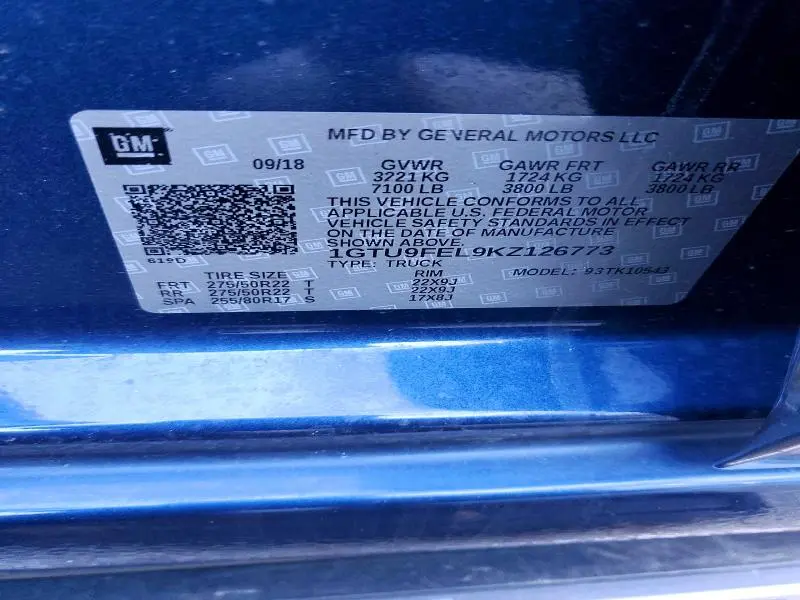 GM
MFD BY GENERAL MOTORS LLC
09/18 GVWR GAWR FRT GAWR RR
3221 KG 1724 KG 1724 KG
7100 LB 3800 LB 3800 LB
THIS VEHICLE CONFORMS TO ALL
APPLICABLE U.S. FEDERAL MOTOR
VEHICLE SAFETY STANDARDS IN EFFECT
ON THE DATE OF MANUFACTURE
SHOWN ABOVE.
1GTU9FEL9KZ126773
619D
TYPE: TRUCK
MODEL: 93TK10543
TIRE SIZE RIM
FRT 275/50R22 T 22X9J
RR 275/50R22 T 22X9J
SPA 255/80R17 S 17X8J